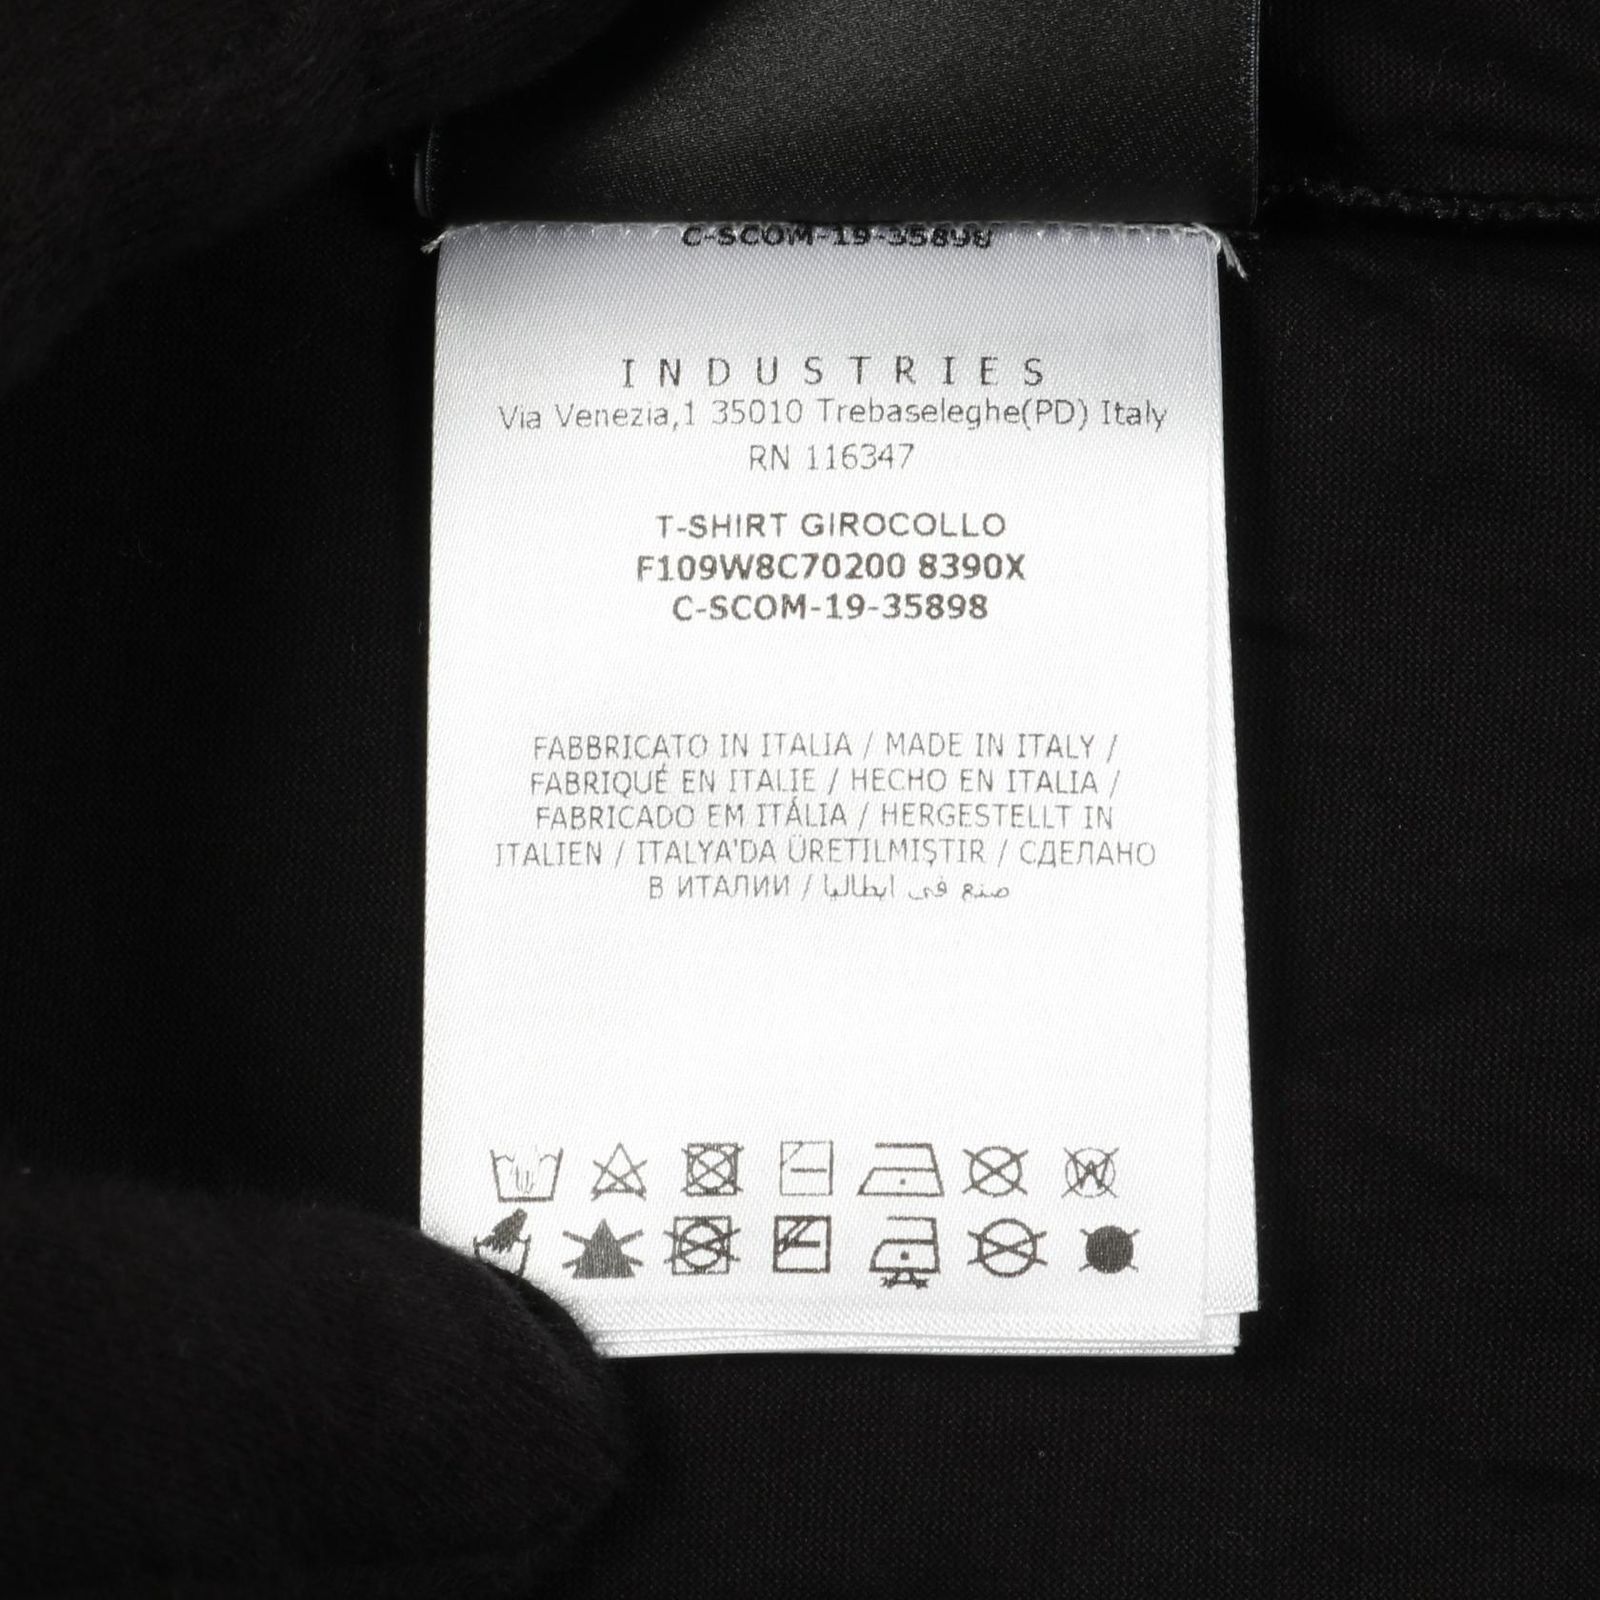 C-SCOM-19-35898
INDUSTRIES
Via Venezia,1 35010 Trebaseleghe(PD) Italy
RN 116347
T-SHIRT GIROCOLLO
F109W8C70200 8390X
C-SCOM-19-35898
FABBRICATO IN ITALIA / MADE IN ITALY /
FABRIQUÉ EN ITALIE / HECHO EN ITALIA /
FABRICADO EM ITÁLIA / HERGESTELLT IN
ITALIEN / ITALYA'DA ÜRETILMIŞTIR / СДЕЛАНО
В ИТАЛИИ / صنع في ايطاليا
W